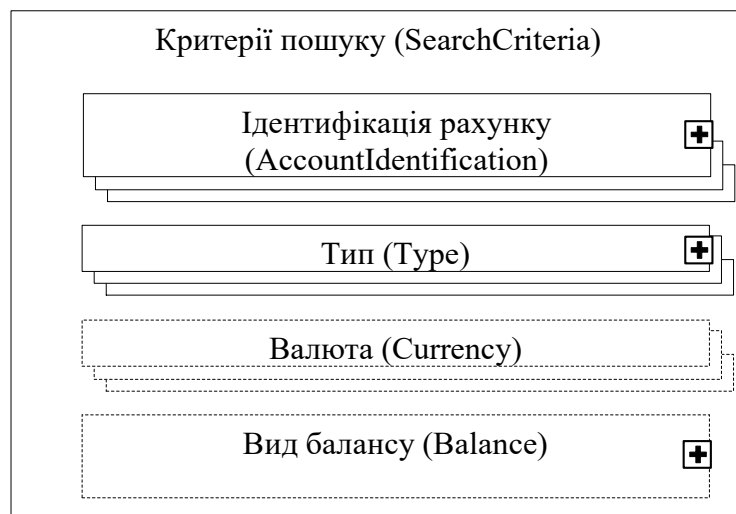 Критерії пошуку (SearchCriteria)
Ідентифікація рахунку
(AccountIdentification)
Тип (Type)
Валюта (Currency)
Вид балансу (Balance)